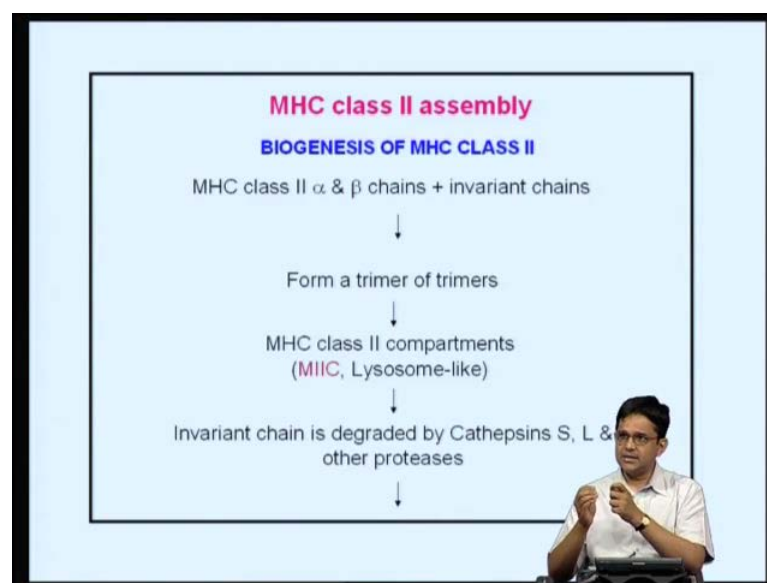 MHC class II assembly
BIOGENESIS OF MHC CLASS II
MHC class II α & β chains + invariant chains
Form a trimer of trimers
MHC class II compartments
(MIIC, Lysosome-like)
Invariant chain is degraded by Cathepsins S, L &
other proteases